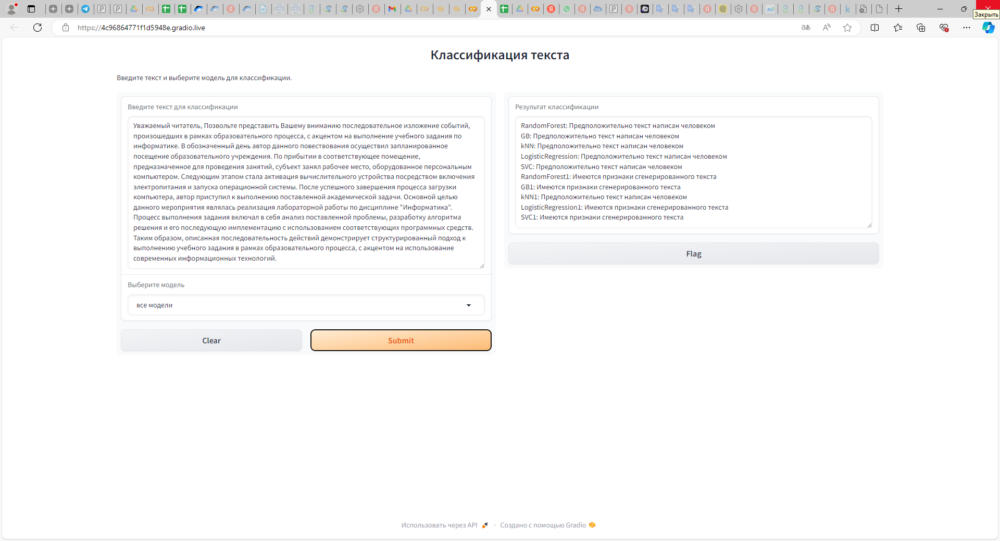 Закрыть
https://4c96864771f1d5948e.gradio.live
Классификация текста
Введите текст и выберите модель для классификации.
Введите текст для классификации
Уважаемый читатель, Позвольте представить Вашему вниманию последовательное изложение событий,
произошедших в рамках образовательного процесса, с акцентом на выполнение учебного задания по
информатике. В обозначенный день автор данного повествования осуществил запланированное
посещение образовательного учреждения. По прибытии в соответствующее помещение,
предназначенное для проведения занятий, субъект занял рабочее место, оборудованное персональным
компьютером. Следующим этапом стала активация вычислительного устройства посредством включения
электропитания и запуска операционной системы. После успешного завершения процесса загрузки
компьютера, автор приступил к выполнению поставленной академической задачи. Основной целью
данного мероприятия являлась реализация лабораторной работы по дисциплине "Информатика".
Процесс выполнения задания включал в себя анализ поставленной проблемы, разработку алгоритма
решения и его последующую имплементацию с использованием соответствующих программных средств.
Таким образом, описанная последовательность действий демонстрирует структурированный подход к
выполнению учебного задания в рамках образовательного процесса, с акцентом на использование
современных информационных технологий.
Выберите модель
все модели
Clear
Submit
Результат классификации
RandomForest: Предположительно текст написан человеком
GB: Предположительно текст написан человеком
kNN: Предположительно текст написан человеком
LogisticRegression: Предположительно текст написан человеком
SVC: Предположительно текст написан человеком
RandomForest1: Имеются признаки сгенерированного текста
GB1: Имеются признаки сгенерированного текста
kNN1: Предположительно текст написан человеком
LogisticRegression1: Имеются признаки сгенерированного текста
SVC1: Имеются признаки сгенерированного текста
Flag
Использовать через API · Создано с помощью Gradio